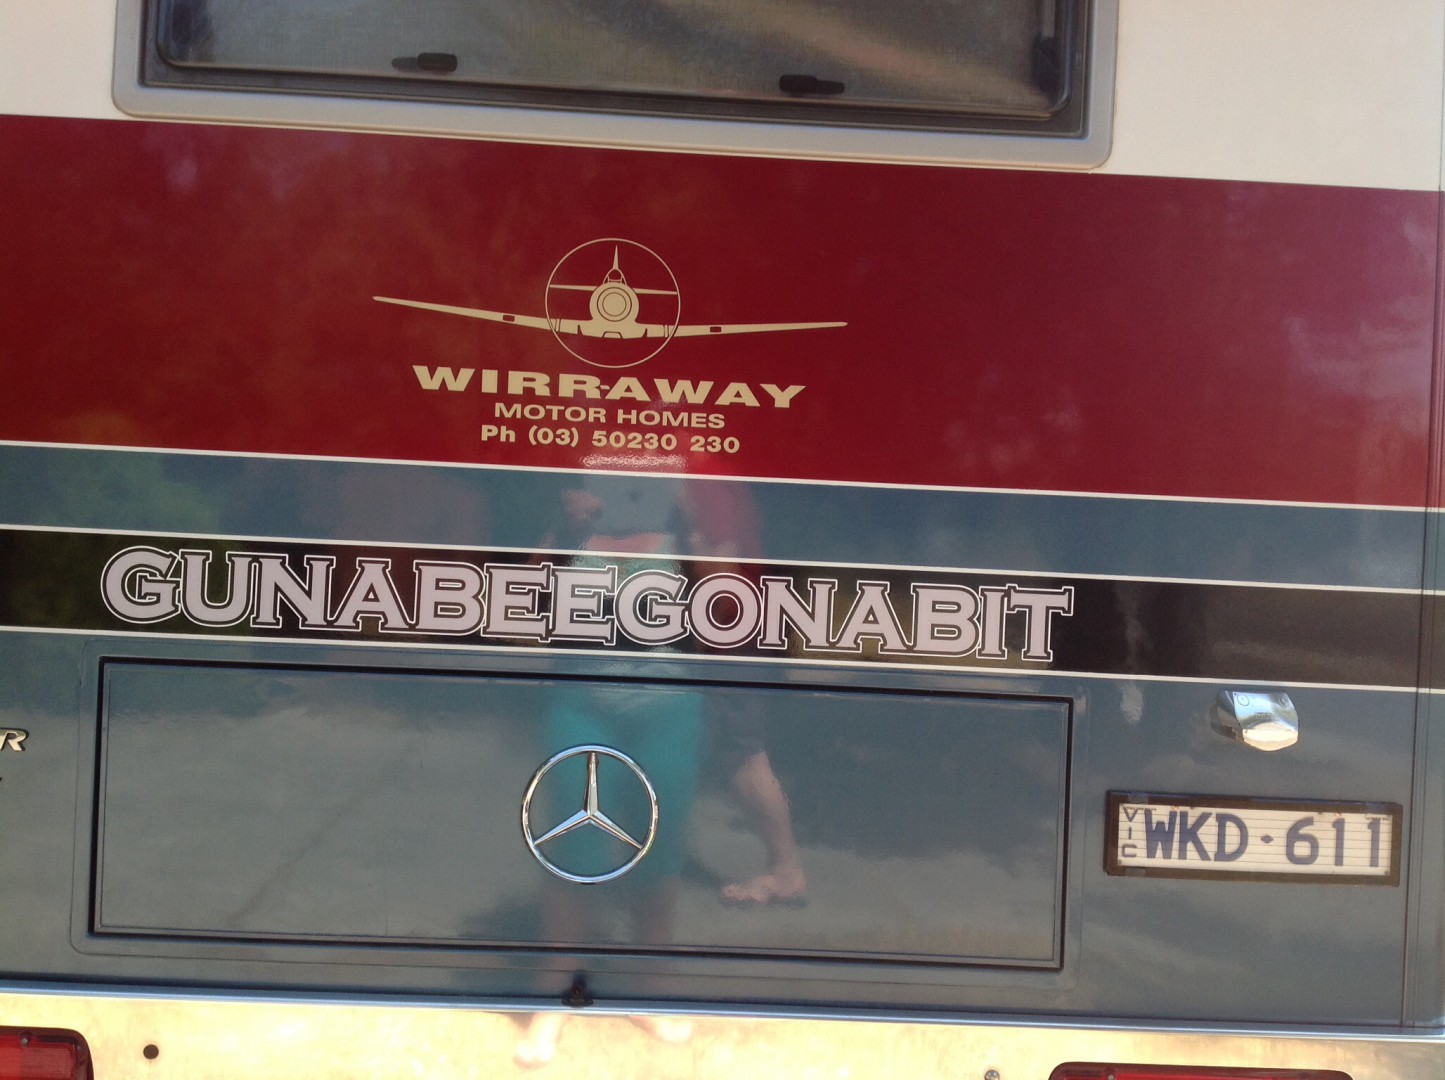 WIRRAWAY
MOTOR HOMES
Ph (03) 50230 230
GUNABEEGONABIT
R
VIC WKD·611